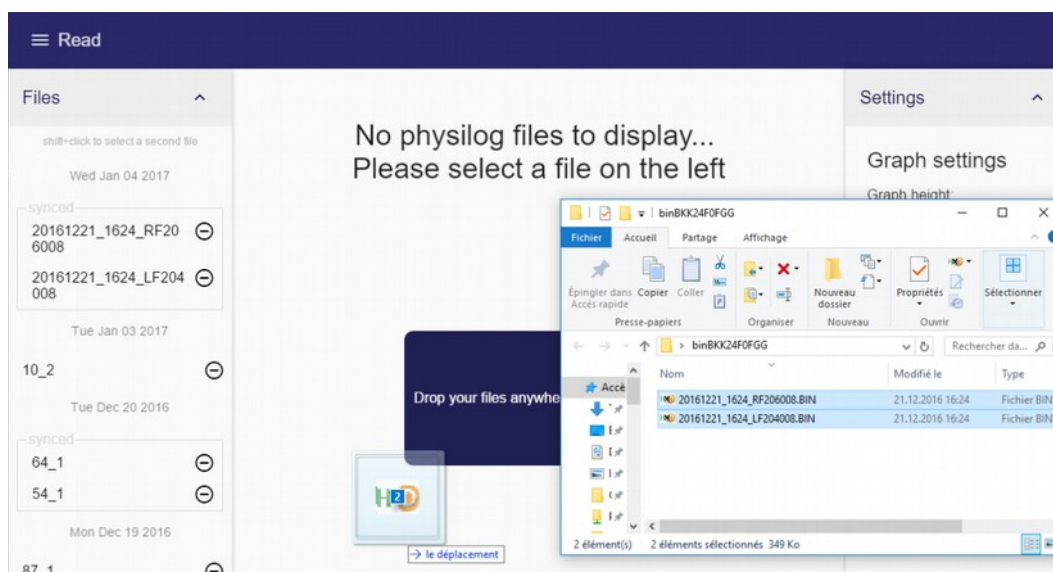 Read
Files
shift+click to select a second file
Wed Jan 04 2017
synced
20161221_1624_RF20
6008
20161221_1624_LF204
008
Tue Jan 03 2017
10_2
Tue Dec 20 2016
synced
64_1
54_1
Mon Dec 19 2016
87_1
No physilog files to display...
Please select a file on the left
Drop your files anywhe
2
le déplacement
Settings
Graph settings
Graph height:
binBKK24F0FGG
Fichier Accueil Partage Affichage
Épingler dans Copier Coller
Accès rapide
Nouveau
dossier
Propriétés
Sélectionner
Presse-papiers Organiser Nouveau Ouvrir
binBKK24F0FGG
Rechercher da...
Accè
Nom Modifié le Type
20161221_1624_RF206008.BIN 21.12.2016 16:24 Fichier BIN
20161221_1624_LF204008.BIN 21.12.2016 16:24 Fichier BIN
2 élément(s) 2 éléments sélectionnés 349 Ko